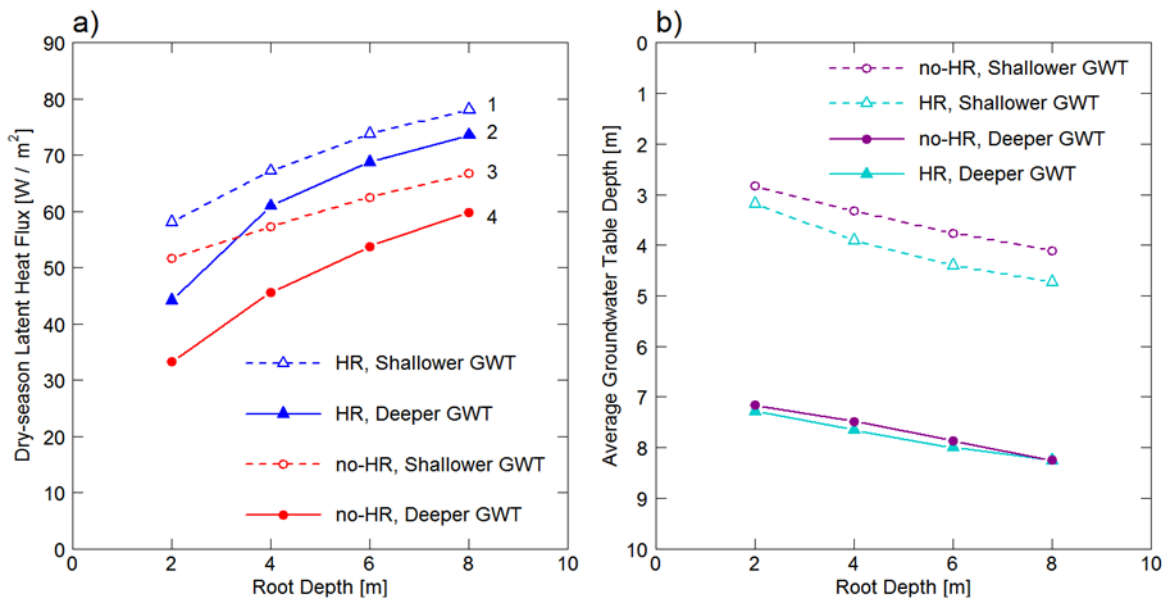 a)
Dry-season Latent Heat Flux [W / m²]
90
80
70
60
50
40
30
20
10
0
1
2
3
4
HR, Shallower GWT
HR, Deeper GWT
no-HR, Shallower GWT
no-HR, Deeper GWT
0 2 4 6 8 10
Root Depth [m]
b)
Average Groundwater Table Depth [m]
0
1
2
3
4
5
6
7
8
9
10
no-HR, Shallower GWT
HR, Shallower GWT
no-HR, Deeper GWT
HR, Deeper GWT
0 2 4 6 8 10
Root Depth [m]